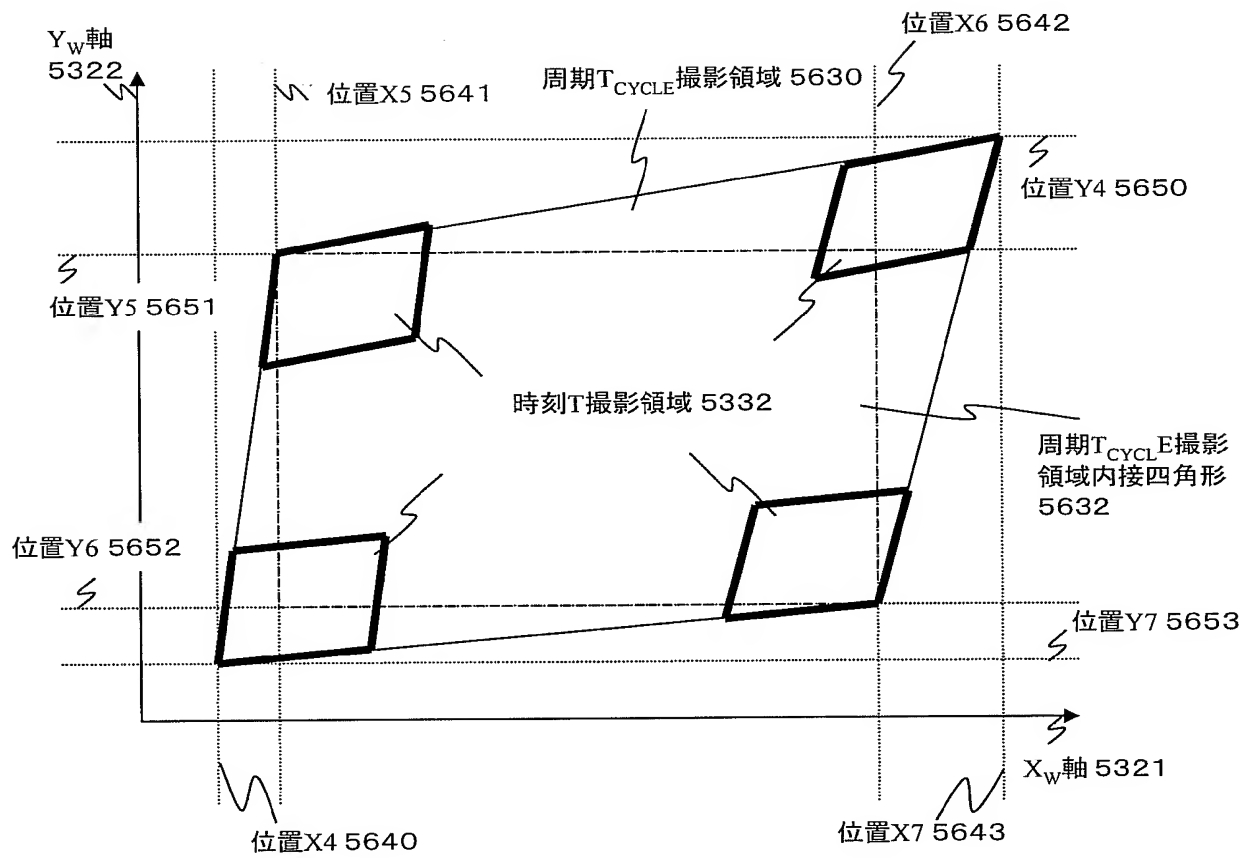 位置X6 5642
Y_W軸
5322
周期T_CYCLE撮影領域 5630
位置X5 5641
位置Y4 5650
位置Y5 5651
時刻T撮影領域 5332
周期T_CYCLE撮影
領域内接四角形
5632
位置Y6 5652
位置Y7 5653
X_W軸 5321
位置X4 5640
位置X7 5643